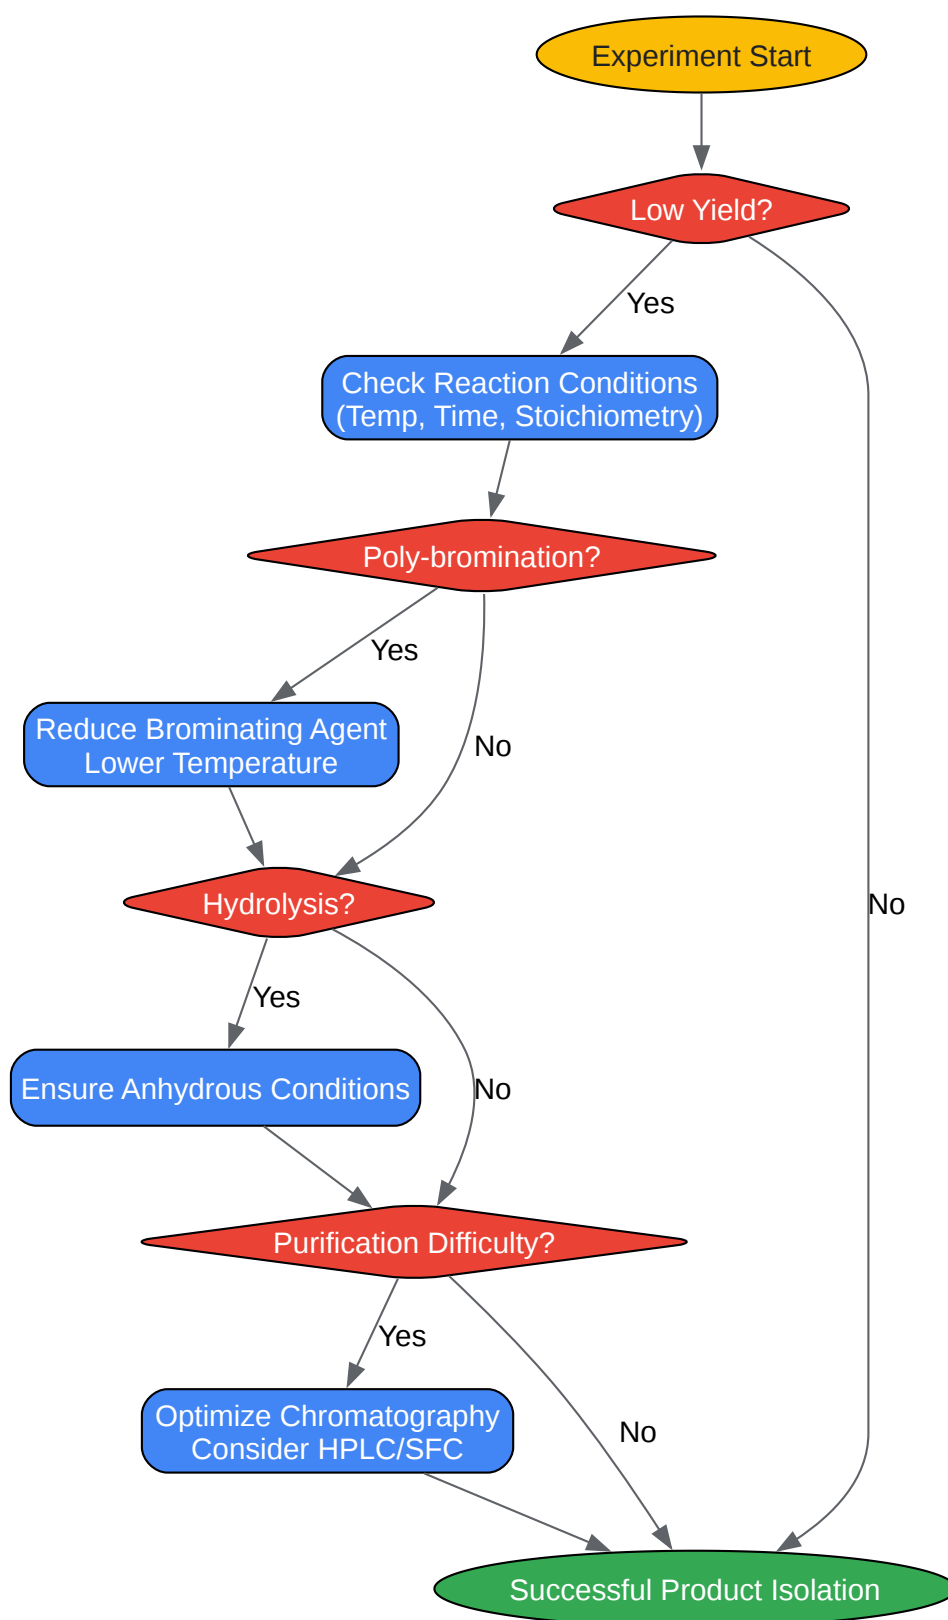 Experiment Start
Low Yield?
Yes
Check Reaction Conditions
(Temp, Time, Stoichiometry)
Poly-bromination?
Yes
Reduce Brominating Agent
Lower Temperature
No
Hydrolysis?
No
Yes
Ensure Anhydrous Conditions
No
Purification Difficulty?
Yes
Optimize Chromatography
Consider HPLC/SFC
No
Successful Product Isolation